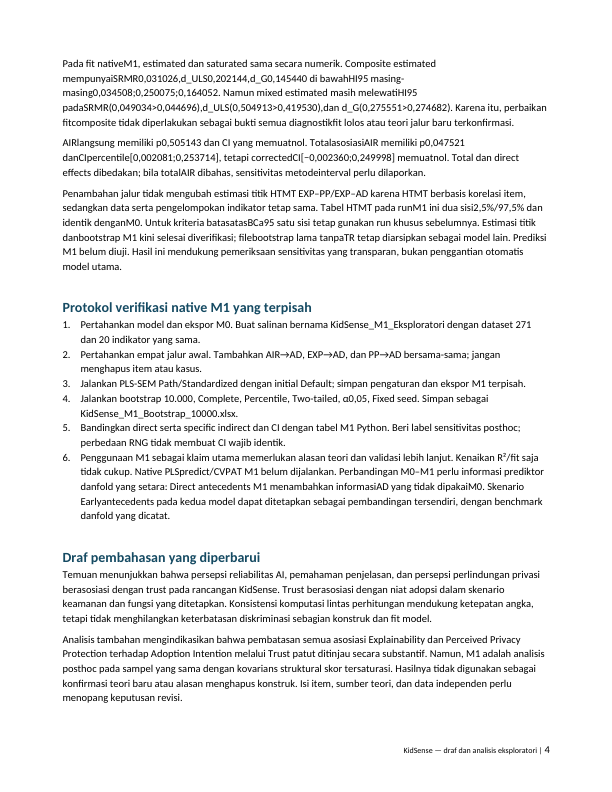 Pada fit nativeM1, estimated dan saturated sama secara numerik. Composite estimated
mempunyaiSRMR0,031026,d_ULS0,202144,d_G0,145440 di bawahHI95 masing-
masing0,034508;0,250075;0,164052. Namun mixed estimated masih melewatiHI95
padaSRMR(0,049034>0,044696),d_ULS(0,504913>0,419530),dan d_G(0,275551>0,274682). Karena itu, perbaikan
fitcomposite tidak diperlakukan sebagai bukti semua diagnostikfit lolos atau teori jalur baru terkonfirmasi.
AIRlangsung memiliki p0,505143 dan CI yang memuatnol. TotalasosiasiAIR memiliki p0,047521
danCIpercentile[0,002081;0,253714], tetapi correctedCI[−0,002360;0,249998] memuatnol. Total dan direct
effects dibedakan; bila totalAIR dibahas, sensitivitas metodeinterval perlu dilaporkan.
Penambahan jalur tidak mengubah estimasi titik HTMT EXP–PP/EXP–AD karena HTMT berbasis korelasi item,
sedangkan data serta pengelompokan indikator tetap sama. Tabel HTMT pada runM1 ini dua sisi2,5%/97,5% dan
identik denganM0. Untuk kriteria batasatasBCa95 satu sisi tetap gunakan run khusus sebelumnya. Estimasi titik
danbootstrap M1 kini selesai diverifikasi; filebootstrap lama tanpaTR tetap diarsipkan sebagai model lain. Prediksi
M1 belum diuji. Hasil ini mendukung pemeriksaan sensitivitas yang transparan, bukan penggantian otomatis
model utama.
Protokol verifikasi native M1 yang terpisah
1. Pertahankan model dan ekspor M0. Buat salinan bernama KidSense_M1_Eksploratori dengan dataset 271
dan 20 indikator yang sama.
2. Pertahankan empat jalur awal. Tambahkan AIR→AD, EXP→AD, dan PP→AD bersama-sama; jangan
menghapus item atau kasus.
3. Jalankan PLS-SEM Path/Standardized dengan initial Default; simpan pengaturan dan ekspor M1 terpisah.
4. Jalankan bootstrap 10.000, Complete, Percentile, Two-tailed, α0,05, Fixed seed. Simpan sebagai
KidSense_M1_Bootstrap_10000.xlsx.
5. Bandingkan direct serta specific indirect dan CI dengan tabel M1 Python. Beri label sensitivitas posthoc;
perbedaan RNG tidak membuat CI wajib identik.
6. Penggunaan M1 sebagai klaim utama memerlukan alasan teori dan validasi lebih lanjut. Kenaikan R²/fit saja
tidak cukup. Native PLSpredict/CVPAT M1 belum dijalankan. Perbandingan M0–M1 perlu informasi prediktor
danfold yang setara: Direct antecedents M1 menambahkan informasiAD yang tidak dipakaiM0. Skenario
Earlyantecedents pada kedua model dapat ditetapkan sebagai pembandingan tersendiri, dengan benchmark
danfold yang dicatat.
Draf pembahasan yang diperbarui
Temuan menunjukkan bahwa persepsi reliabilitas AI, pemahaman penjelasan, dan persepsi perlindungan privasi
berasosiasi dengan trust pada rancangan KidSense. Trust berasosiasi dengan niat adopsi dalam skenario
keamanan dan fungsi yang ditetapkan. Konsistensi komputasi lintas perhitungan mendukung ketepatan angka,
tetapi tidak menghilangkan keterbatasan diskriminasi sebagian konstruk dan fit model.
Analisis tambahan mengindikasikan bahwa pembatasan semua asosiasi Explainability dan Perceived Privacy
Protection terhadap Adoption Intention melalui Trust patut ditinjau secara substantif. Namun, M1 adalah analisis
posthoc pada sampel yang sama dengan kovarians struktural skor tersaturasi. Hasilnya tidak digunakan sebagai
konfirmasi teori baru atau alasan menghapus konstruk. Isi item, sumber teori, dan data independen perlu
menopang keputusan revisi.
KidSense — draf dan analisis eksploratori | 4